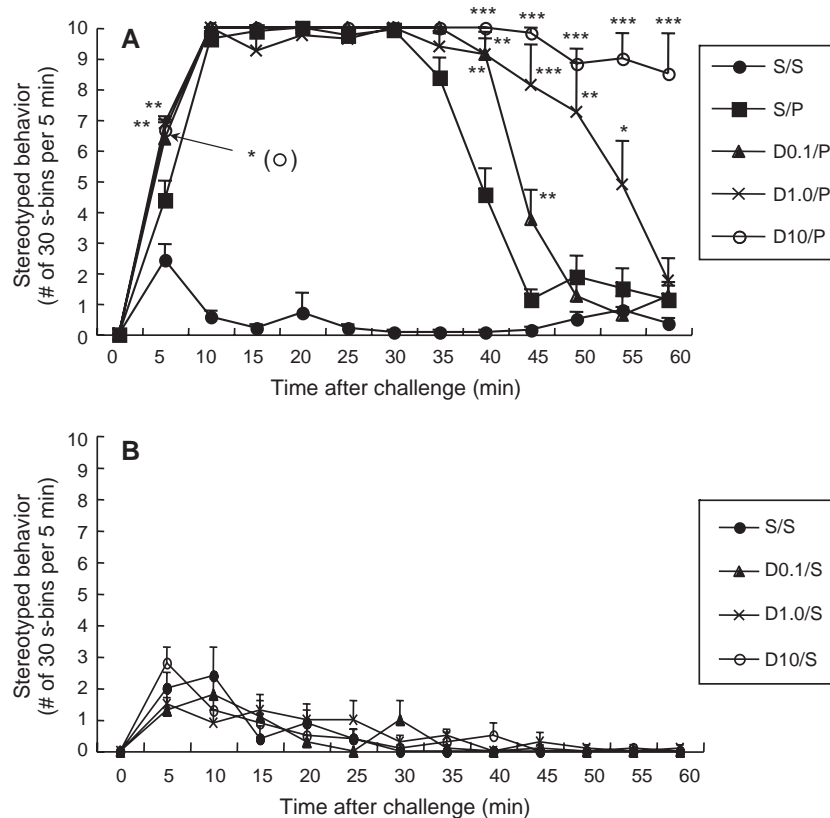 A
Stereotyped behavior
(# of 30 s-bins per 5 min)
10
9
8
7
6
5
4
3
2
1
0
*** *** *** *** ***
** ** ** *** ** *
** ** * (○)
0 5 10 15 20 25 30 35 40 45 50 55 60
Time after challenge (min)
S/S
S/P
D0.1/P
D1.0/P
D10/P
B
Stereotyped behavior
(# of 30 s-bins per 5 min)
10
9
8
7
6
5
4
3
2
1
0
0 5 10 15 20 25 30 35 40 45 50 55 60
Time after challenge (min)
S/S
D0.1/S
D1.0/S
D10/S